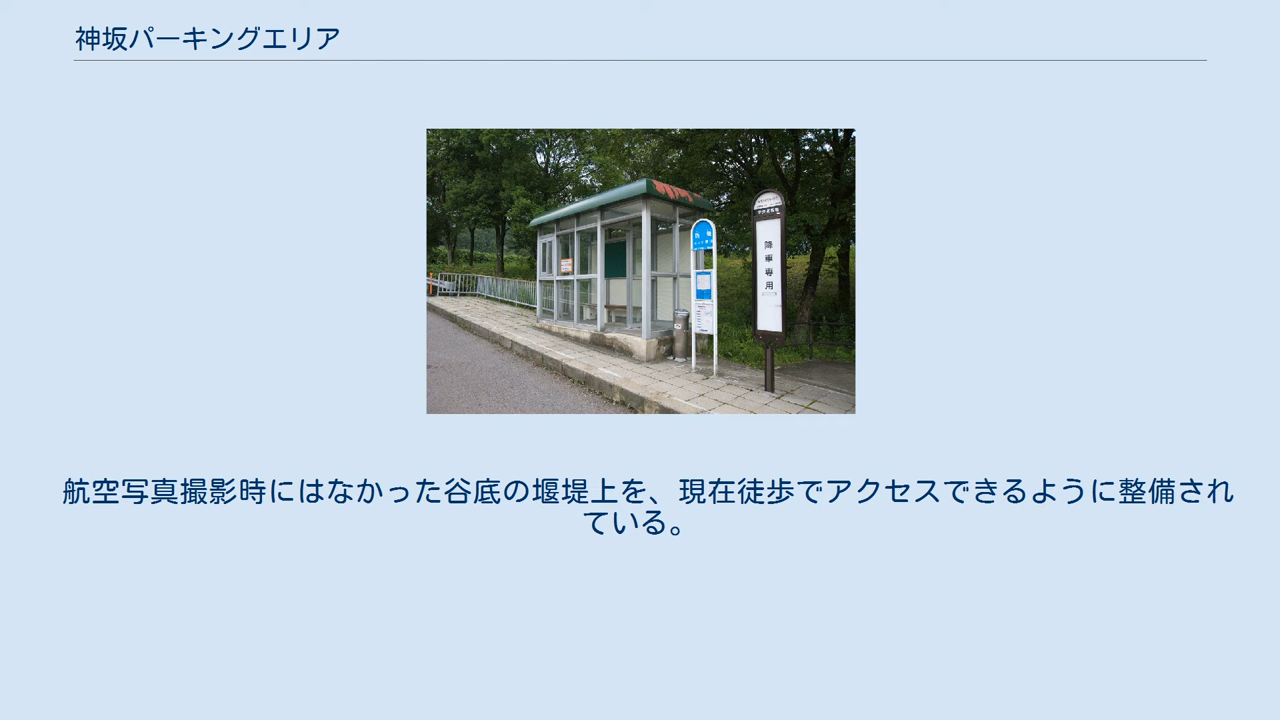 神坂パーキングエリア
降車専用
航空写真撮影時にはなかった谷底の堰堤上を、現在徒歩でアクセスできるように整備され
ている。